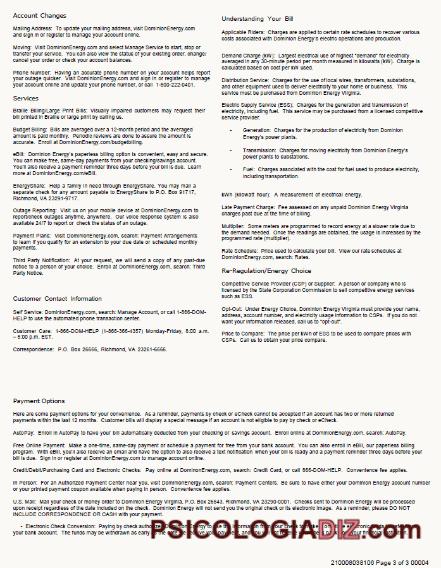 Account Changes
Mailing Address: To update your mailing address, visit DominionEnergy.com
and sign in or register to manage your account online.
Moving: Visit DominionEnergy.com and select Manage Service to start, stop or
transfer your service. You can also view the status of your order, change/
cancel your order or check your account balances.
Phone Number: Having an accurate phone number on your account helps report
your outage quicker. Visit DominionEnergy.com and sign in or register to manage
your account online and update your phone number, or call 1-800-222-0401.
Services
Braille Billing/Large Print Bills: Visually impaired customers may request their
bill printed in Braille or large print by calling us.
Budget Billing: Bills are averaged over a 12-month period and the averaged
amount is paid monthly. Periodic reviews are done to assure the amount is
accurate. Enroll at DominionEnergy.com/budgetbilling.
eBill: Dominion Energy's paperless billing option is convenient, easy and secure.
You can make free, same-day payments from your checking/savings account.
You'll also receive a payment reminder three days before your bill is due. Learn
more at DominionEnergy.com/eBill.
EnergyShare: Help a family in need through EnergyShare. You may mail a
separate check for any amount payable to EnergyShare to P.O. Box 91717,
Richmond, VA 23291-9717.
Outage Reporting: Visit us on your mobile device at DominionEnergy.com to
report/check outages anytime, anywhere. Our voice response system is also
available 24/7 to report or check the status of an outage.
Payment Plans: Visit DominionEnergy.com, search: Payment Arrangements
to learn if you qualify for an extension to your due date or scheduled monthly
payments.
Third Party Notification: At your request, we will send a copy of any past-due
notice to a person of your choice. Enroll at DominionEnergy.com, search: Third
Party Notice.
Customer Contact Information
Self Service: DominionEnergy.com, search: Manage Account, or call 1-866-DOM-
HELP to use the automated phone transaction center.
Customer Care: 1-866-DOM-HELP (1-866-366-4357) Monday-Friday, 8:00 a.m.
– 6:00 p.m. EST.
Correspondence: P.O. Box 26666, Richmond, VA 23261-6666.
Understanding Your Bill
Applicable Riders: Charges are applied to certain rate schedules to recover various
costs associated with Dominion Energy's electric operations and production.
Demand Charge (kW): Largest electrical use of highest "demand" for electricity
averaged in any 30-minute period per month measured in kilowatts (kW). Charge is
calculated based on cost per kW used.
Distribution Service: Charges for the use of local wires, transformers, substations,
and other equipment used to deliver electricity to your home or business. This
service must be purchased from Dominion Energy Virginia.
Electric Supply Service (ESS): Charges for the generation and transmission of
electricity, including fuel. This service may be purchased from a licensed competitive
service provider.
- Generation: Charges for the production of electricity from Dominion
Energy's power plants.
- Transmission: Charges for moving electricity from Dominion Energy's
power plants to substations.
- Fuel: Charges associated with the cost for fuel used to produce electricity,
including transportation.
kWh (kilowatt hour): A measurement of electrical energy.
Late Payment Charge: Fee assessed on any unpaid Dominion Energy Virginia
charges past due at the time of billing.
Multiplier: Some meters are programmed to record energy at a slower rate due to
the demand needed. Once the readings are obtained, the usage is increased by the
programmed rate (multiplier).
Rate Schedule: Price used to calculate your bill. View our rate schedules at
DominionEnergy.com, search: Rates.
Re-Regulation/Energy Choice
Competitive Service Provider (CSP) or Supplier: A person or company who is
licensed by the State Corporation Commission to sell competitive energy services
such as ESS.
Opt-Out: Under Energy Choice, Dominion Energy Virginia must provide your name,
address, account number, and electricity usage information to CSPs. If you do not
want your information released, call us to "opt-out".
Price to Compare: The price per kWh of ESS to be used to compare prices with
CSPs. Call us to obtain your price compare.
Payment Options
Here are some payment options for your convenience. As a reminder, payments by check or eCheck cannot be accepted if an account has two or more returned
payments within the last 12 months. Customer bills will display a special message if an account is not eligible to pay by check or eCheck.
AutoPay: Enroll in AutoPay to have your bill automatically deducted from your checking or savings account. Enroll online at DominionEnergy.com, search: AutoPay.
Free Online Payment: Make a one-time, same-day payment or schedule a payment for free from your bank account. You can also enroll in eBill, our paperless billing
program. With eBill, you'll also receive an email and have the option to also receive a text notification when your bill is ready and a payment reminder three days before your
bill is due. Sign in or register at DominionEnergy.com to manage account online.
Credit/Debit/Purchasing Card and Electronic Checks: Pay online at DominionEnergy.com, search: Credit Card, or call 866-DOM-HELP. Convenience fee applies.
In Person: For an Authorized Payment Center near you, visit DominionEnergy.com, search: Payment Centers. Be sure to have either your Dominion Energy account number
or your printed payment coupon available when paying in person. Convenience fee applies.
U.S. Mail: Mail your check or money order to Dominion Energy Virginia, P.O. Box 26543, Richmond, VA 23290-0001. Checks sent to Dominion Energy will be processed
upon receipt regardless of the date included on the check. Dominion Energy will not send you the original check or its electronic image. As a reminder, please DO NOT
INCLUDE CORRESPONDENCE OR CASH with your payment.
- Electronic Check Conversion: Paying by check
your bank account. The funds may be withdrawn as early as
PSCOLORADIZ.com
210008038108 Page 3 of 3 00004